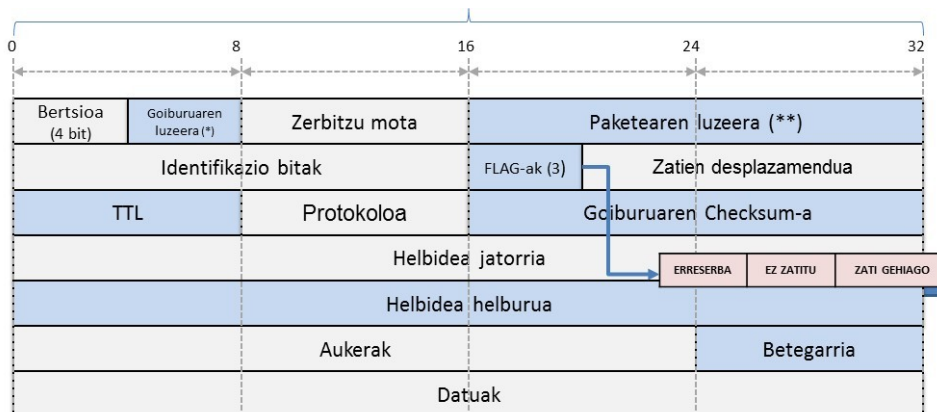 0 8 16 24 32
Bertsioa
(4 bit)
Goiburuaren
luzeera (*)
Zerbitzu mota
Paketearen luzeera (**)
Identifikazio bitak
FLAG-ak (3)
Zatien desplazamendua
TTL
Protokoloa
Goiburuaren Checksum-a
Helbidea jatorria
ERRESERBA
EZ ZATITU
ZATI GEHIAGO
Helbidea helburua
Aukerak
Betegarria
Datuak